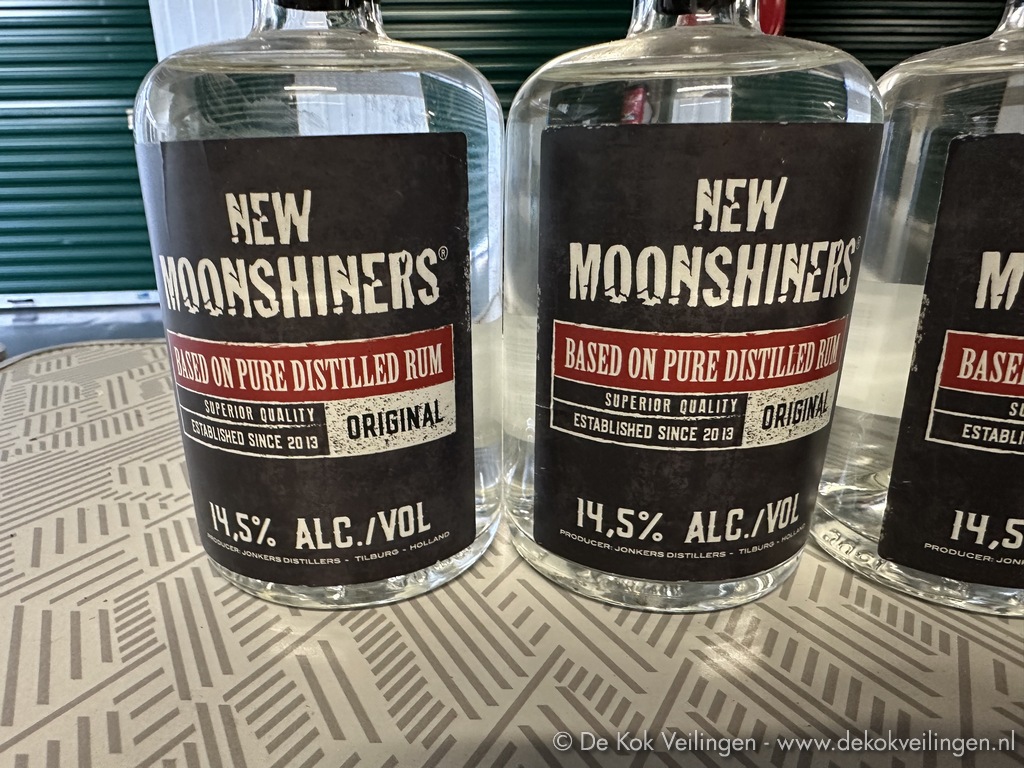 NEW
MOONSHINERS®
BASED ON PURE DISTILLED RUM
SUPERIOR QUALITY
ESTABLISHED SINCE 2013
ORIGINAL
14,5% ALC./VOL
PRODUCER: JONKERS DISTILLERS - TILBURG - HOLLAND
NEW
MOONSHINERS®
BASED ON PURE DISTILLED RUM
SUPERIOR QUALITY
ESTABLISHED SINCE 2013
ORIGINAL
14,5% ALC./VOL
PRODUCER: JONKERS DISTILLERS - TILBURG - HOLLAND
M
BASE
SU
ESTABLI
14,5
PRODUCER: JONK
© De Kok Veilingen - www.dekokveilingen.nl